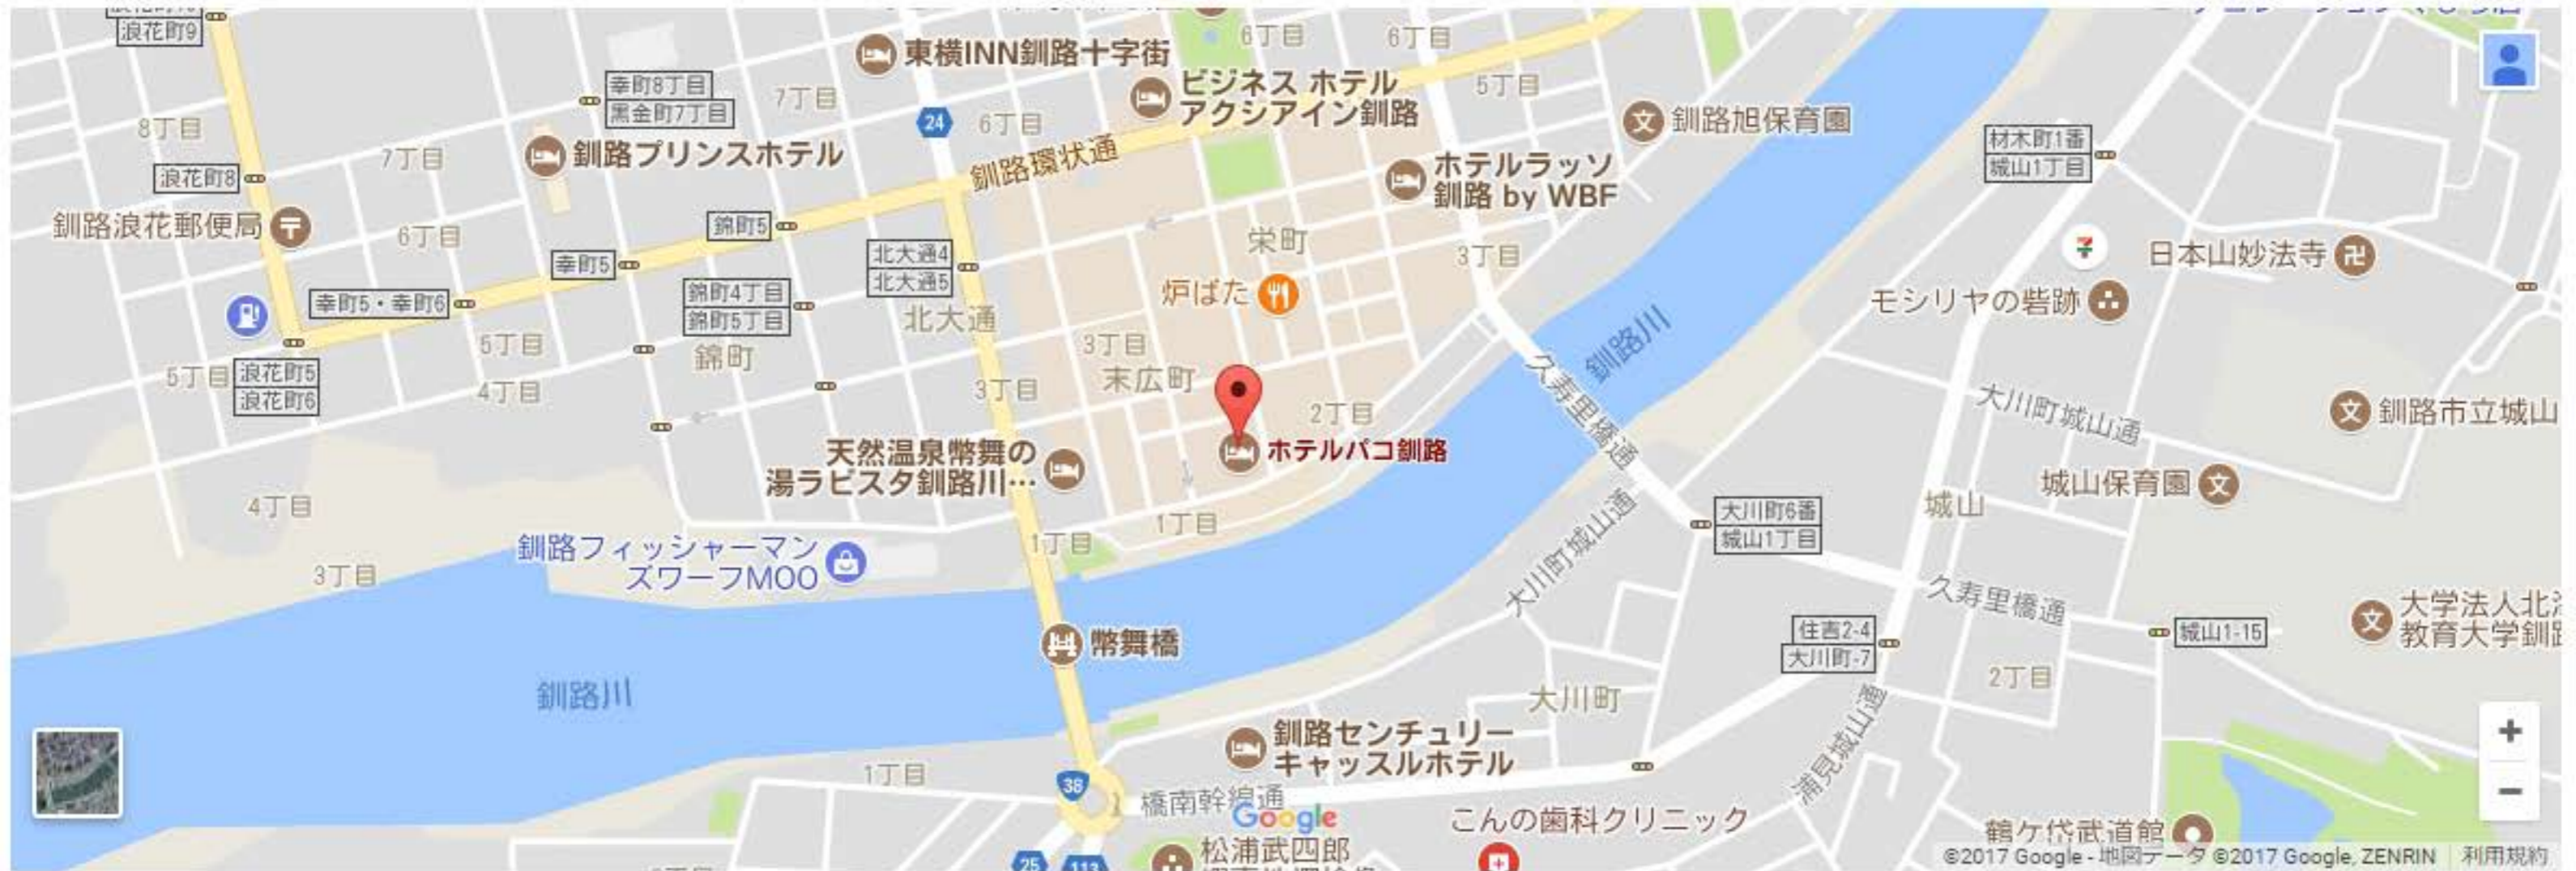 浪花町9
東横INN釧路十字街
6丁目
6丁目
幸町8丁目
黒金町7丁目
7丁目
ビジネス ホテル
アクシアイン釧路
5丁目
8丁目
24
6丁目
釧路旭保育園
材木町1番
城山1丁目
7丁目
釧路プリンスホテル
釧路環状通
ホテルラッソ
釧路 by WBF
浪花町8
釧路浪花郵便局
6丁目
錦町5
北大通4
北大通5
栄町
3丁目
日本山妙法寺
幸町5
幸町5・幸町6
錦町4丁目
錦町5丁目
北大通
炉ばた
モシリヤの砦跡
釧路川
5丁目
錦町
3丁目
5丁目
浪花町5
浪花町6
4丁目
3丁目
末広町
2丁目
久寿里橋通
大川町城山通
釧路市立城山
天然温泉幣舞の
湯ラビスタ釧路川…
ホテルパコ釧路
城山保育園
4丁目
1丁目
大川町6番
城山1丁目
城山
釧路フィッシャーマン
ズワーフMOO
1丁目
大川町城山通
3丁目
久寿里橋通
大学法人北海
教育大学釧路
幣舞橋
住吉2-4
大川町-7
城山1-15
釧路川
大川町
2丁目
浦見城山通
釧路センチュリー
キャッスルホテル
1丁目
38
橋南幹線通
Google
こんの歯科クリニック
鶴ケ岱武道館
松浦武四郎
25
113
©2017 Google - 地図データ ©2017 Google, ZENRIN
利用規約